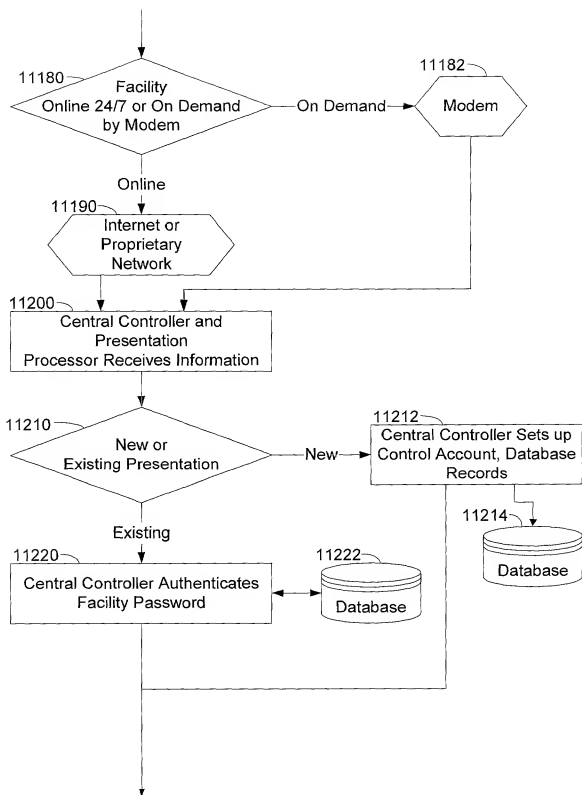 11180
Facility
Online 24/7 or On Demand
by Modem
On Demand
11182
Modem
Online
11190
Internet or
Proprietary
Network
11200
Central Controller and
Presentation
Processor Receives Information
11210
New or
Existing Presentation
New
11212
Central Controller Sets up
Control Account, Database
Records
11214
Database
Existing
11220
Central Controller Authenticates
Facility Password
11222
Database